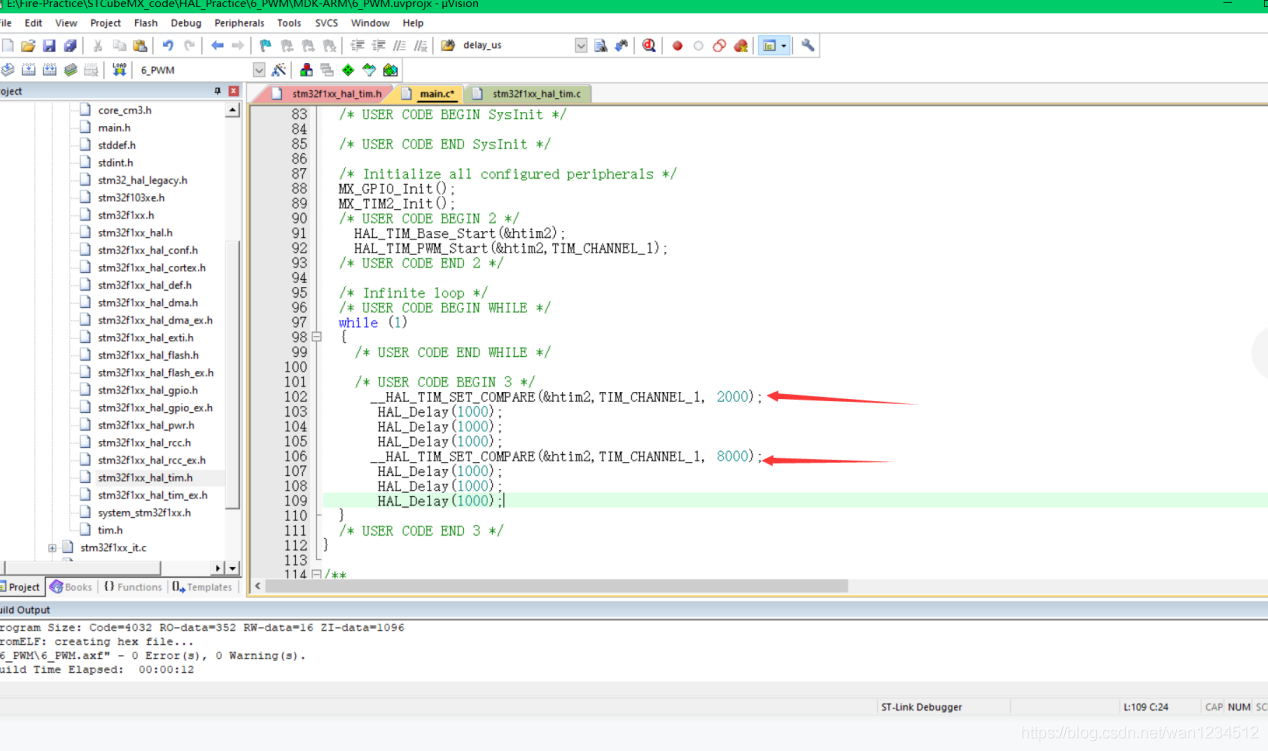 E:\Fire-Practice\STCubeMX_code\HAL_Practice\6_PWM\MDK-ARM\6_PWM.uvprojx - µVision
ile Edit View Project Flash Debug Peripherals Tools SVCS Window Help
delay_us
LOAD 6_PWM
oject
stm32f1xx_hal_tim.h main.c* stm32f1xx_hal_tim.c
core_cm3.h
main.h
stddef.h
stdint.h
stm32_hal_legacy.h
stm32f103xe.h
stm32f1xx.h
stm32f1xx_hal.h
stm32f1xx_hal_conf.h
stm32f1xx_hal_cortex.h
stm32f1xx_hal_def.h
stm32f1xx_hal_dma.h
stm32f1xx_hal_dma_ex.h
stm32f1xx_hal_exti.h
stm32f1xx_hal_flash.h
stm32f1xx_hal_flash_ex.h
stm32f1xx_hal_gpio.h
stm32f1xx_hal_gpio_ex.h
stm32f1xx_hal_pwr.h
stm32f1xx_hal_rcc.h
stm32f1xx_hal_rcc_ex.h
stm32f1xx_hal_tim.h
stm32f1xx_hal_tim_ex.h
system_stm32f1xx.h
tim.h
stm32f1xx_it.c
Project Books {} Functions Templates
83 /* USER CODE BEGIN SysInit */
84
85 /* USER CODE END SysInit */
86
87 /* Initialize all configured peripherals */
88 MX_GPIO_Init();
89 MX_TIM2_Init();
90 /* USER CODE BEGIN 2 */
91 HAL_TIM_Base_Start(&htim2);
92 HAL_TIM_PWM_Start(&htim2,TIM_CHANNEL_1);
93 /* USER CODE END 2 */
94
95 /* Infinite loop */
96 /* USER CODE BEGIN WHILE */
97 while (1)
98 {
99 /* USER CODE END WHILE */
100
101 /* USER CODE BEGIN 3 */
102 __HAL_TIM_SET_COMPARE(&htim2,TIM_CHANNEL_1, 2000);
103 HAL_Delay(1000);
104 HAL_Delay(1000);
105 HAL_Delay(1000);
106 __HAL_TIM_SET_COMPARE(&htim2,TIM_CHANNEL_1, 8000);
107 HAL_Delay(1000);
108 HAL_Delay(1000);
109 HAL_Delay(1000);
110 }
111 /* USER CODE END 3 */
112 }
113
114 /**
uild Output
rogram Size: Code=4032 RO-data=352 RW-data=16 ZI-data=1096
romELF: creating hex file...
6_PWM\6_PWM.axf" - 0 Error(s), 0 Warning(s).
uild Time Elapsed: 00:00:12
ST-Link Debugger L:109 C:24 CAP NUM SC
https://blog.csdn.net/wan1234512